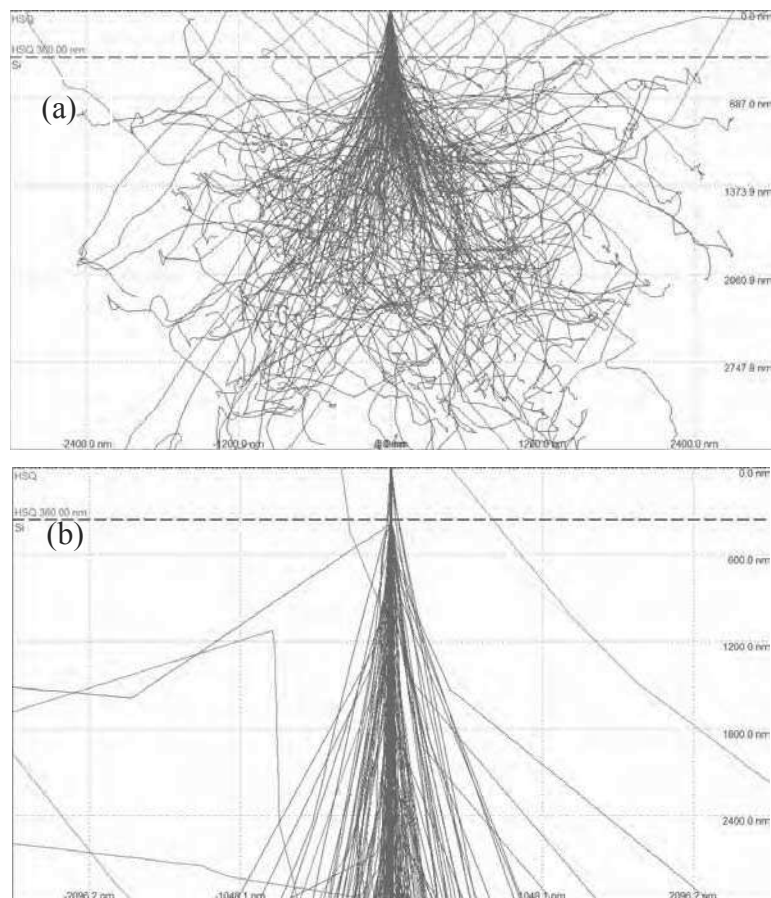 HSQ
0.0 nm
HSQ 360.00 nm
Si
(a)
687.0 nm
1373.9 nm
2060.9 nm
2747.8 nm
-2400.0 nm
-1200.0 nm
1200.0 nm
2400.0 nm
HSQ
0.0 nm
HSQ 360.00 nm
Si
(b)
600.0 nm
1200.0 nm
1800.0 nm
2400.0 nm
-2096.2 nm
-1048.1 nm
1048.1 nm
2096.2 nm